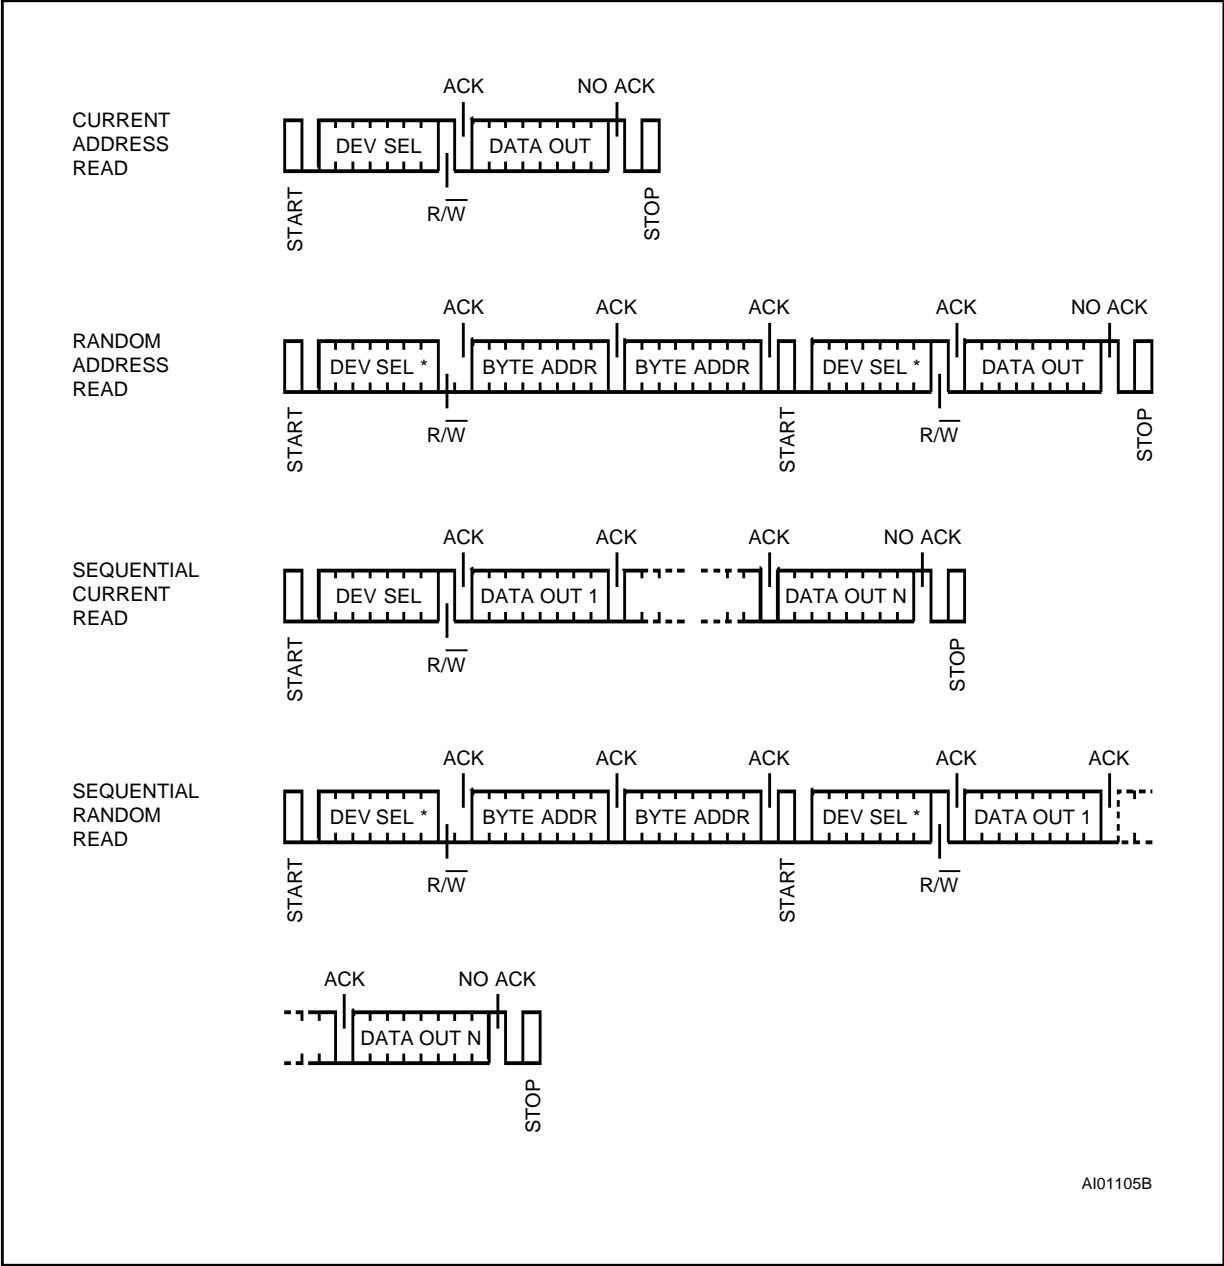 ACK NO ACK
CURRENT
ADDRESS
READ
DEV SEL DATA OUT
R/W̅
START STOP
ACK ACK ACK ACK NO ACK
RANDOM
ADDRESS
READ
DEV SEL * BYTE ADDR BYTE ADDR DEV SEL * DATA OUT
R/W̅ R/W̅
START START STOP
ACK ACK ACK NO ACK
SEQUENTIAL
CURRENT
READ
DEV SEL DATA OUT 1 DATA OUT N
R/W̅
START STOP
ACK ACK ACK ACK ACK
SEQUENTIAL
RANDOM
READ
DEV SEL * BYTE ADDR BYTE ADDR DEV SEL * DATA OUT 1
R/W̅ R/W̅
START START
ACK NO ACK
DATA OUT N
STOP
AI01105B